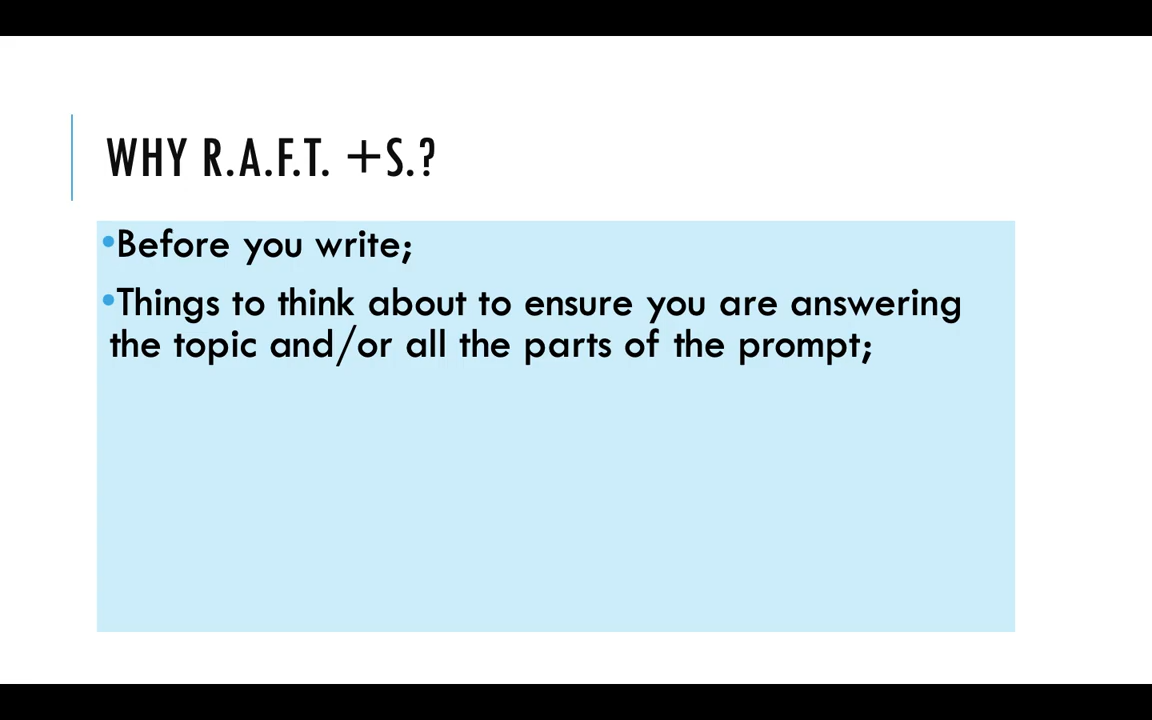 WHY R.A.F.T. +S.?
•Before you write;
•Things to think about to ensure you are answering
the topic and/or all the parts of the prompt;